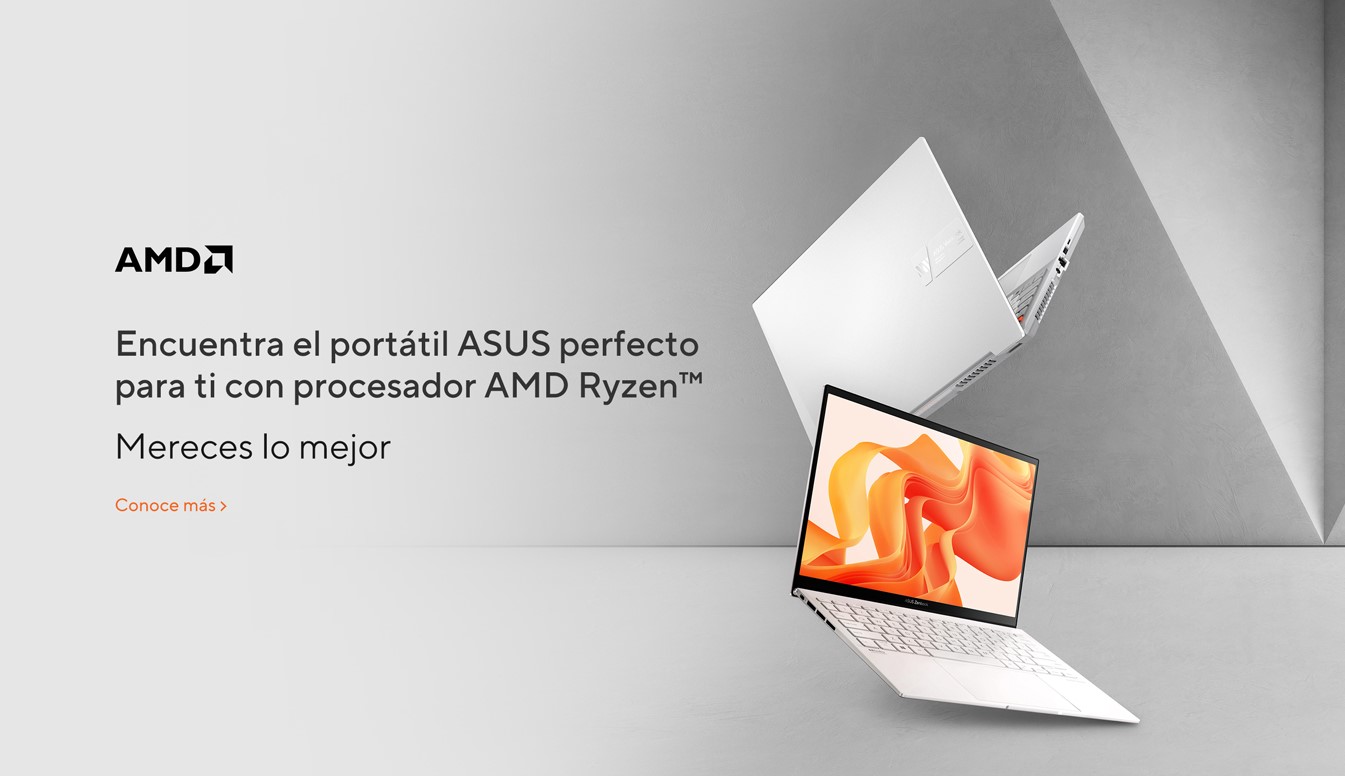 AMD
Encuentra el portátil ASUS perfecto
para ti con procesador AMD Ryzen™
Mereces lo mejor
Conoce más >